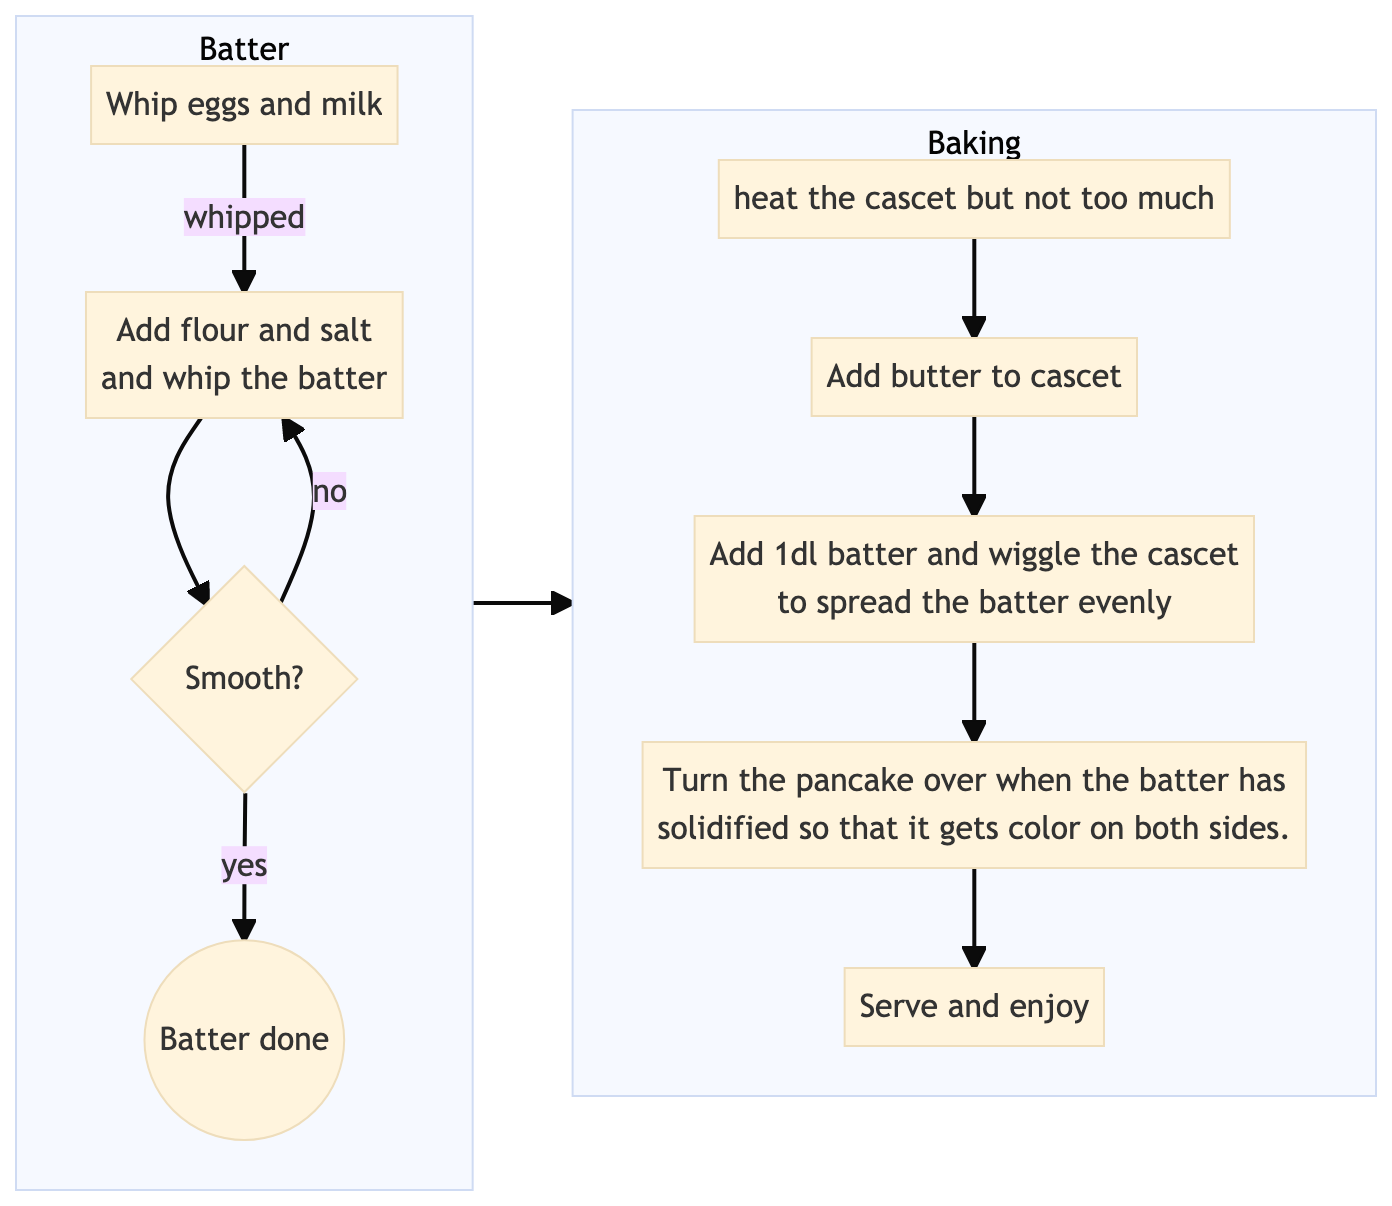 Batter
Whip eggs and milk
whipped
Add flour and salt
and whip the batter
no
Smooth?
yes
Batter done
Baking
heat the cascet but not too much
Add butter to cascet
Add 1dl batter and wiggle the cascet
to spread the batter evenly
Turn the pancake over when the batter has
solidified so that it gets color on both sides.
Serve and enjoy